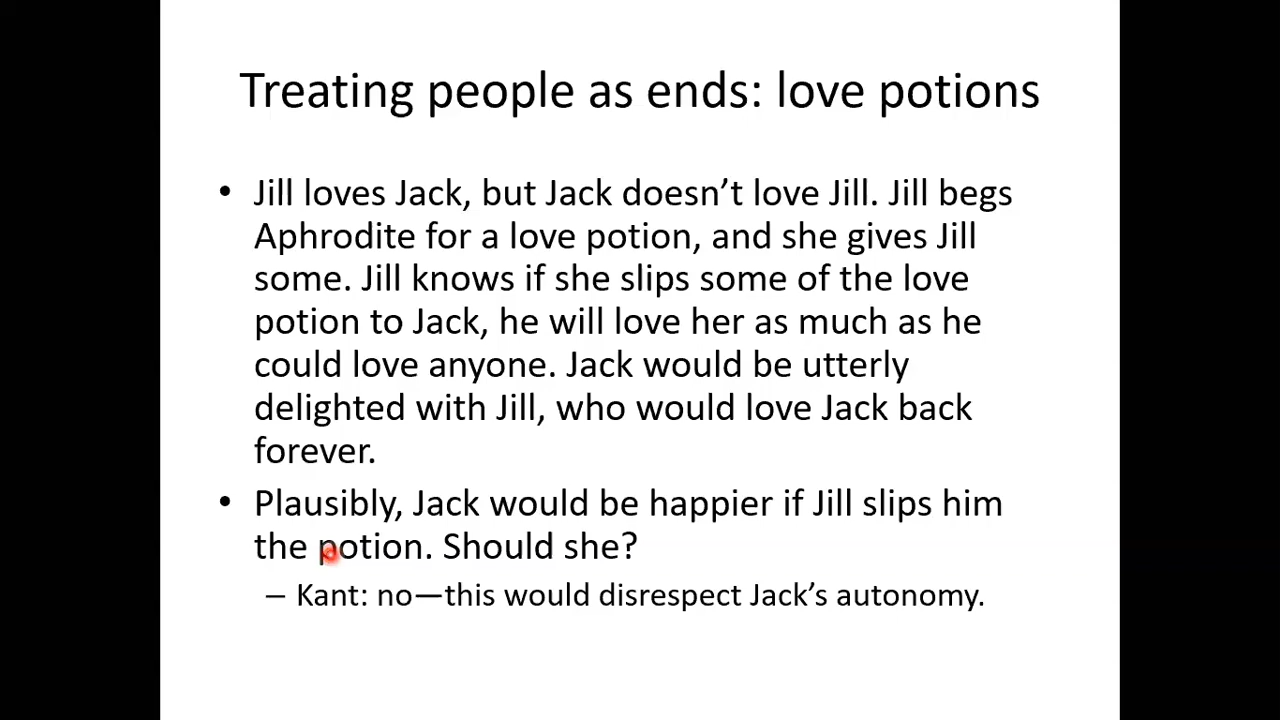 Treating people as ends: love potions
• Jill loves Jack, but Jack doesn’t love Jill. Jill begs
Aphrodite for a love potion, and she gives Jill
some. Jill knows if she slips some of the love
potion to Jack, he will love her as much as he
could love anyone. Jack would be utterly
delighted with Jill, who would love Jack back
forever.
• Plausibly, Jack would be happier if Jill slips him
the potion. Should she?
– Kant: no—this would disrespect Jack’s autonomy.